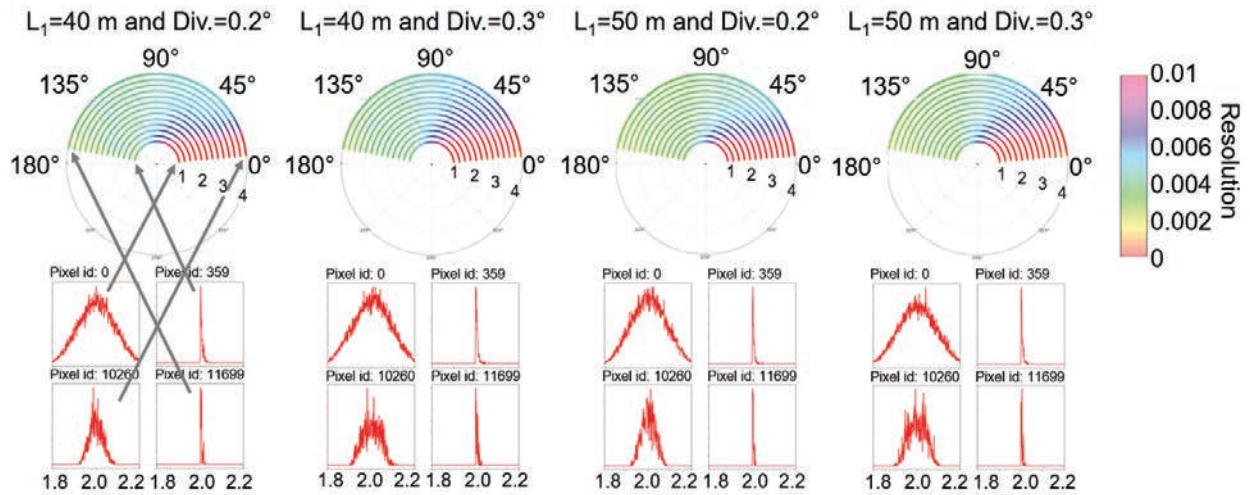 L₁=40 m and Div.=0.2° L₁=40 m and Div.=0.3° L₁=50 m and Div.=0.2° L₁=50 m and Div.=0.3°
90° 90° 90° 90°
135° 45° 135° 45° 135° 45° 135° 45°
180° 0° 180° 0° 180° 0° 180° 0°
1 2 3 4 1 2 3 4 1 2 3 4 1 2 3 4
0.01
0.008
0.006
0.004
0.002
0
Resolution
Pixel id: 0 Pixel id: 359 Pixel id: 0 Pixel id: 359 Pixel id: 0 Pixel id: 359 Pixel id: 0 Pixel id: 359
Pixel id: 10260 Pixel id: 11699 Pixel id: 10260 Pixel id: 11699 Pixel id: 10260 Pixel id: 11699 Pixel id: 10260 Pixel id: 11699
1.8 2.0 2.2 1.8 2.0 2.2 1.8 2.0 2.2 1.8 2.0 2.2 1.8 2.0 2.2 1.8 2.0 2.2 1.8 2.0 2.2 1.8 2.0 2.2